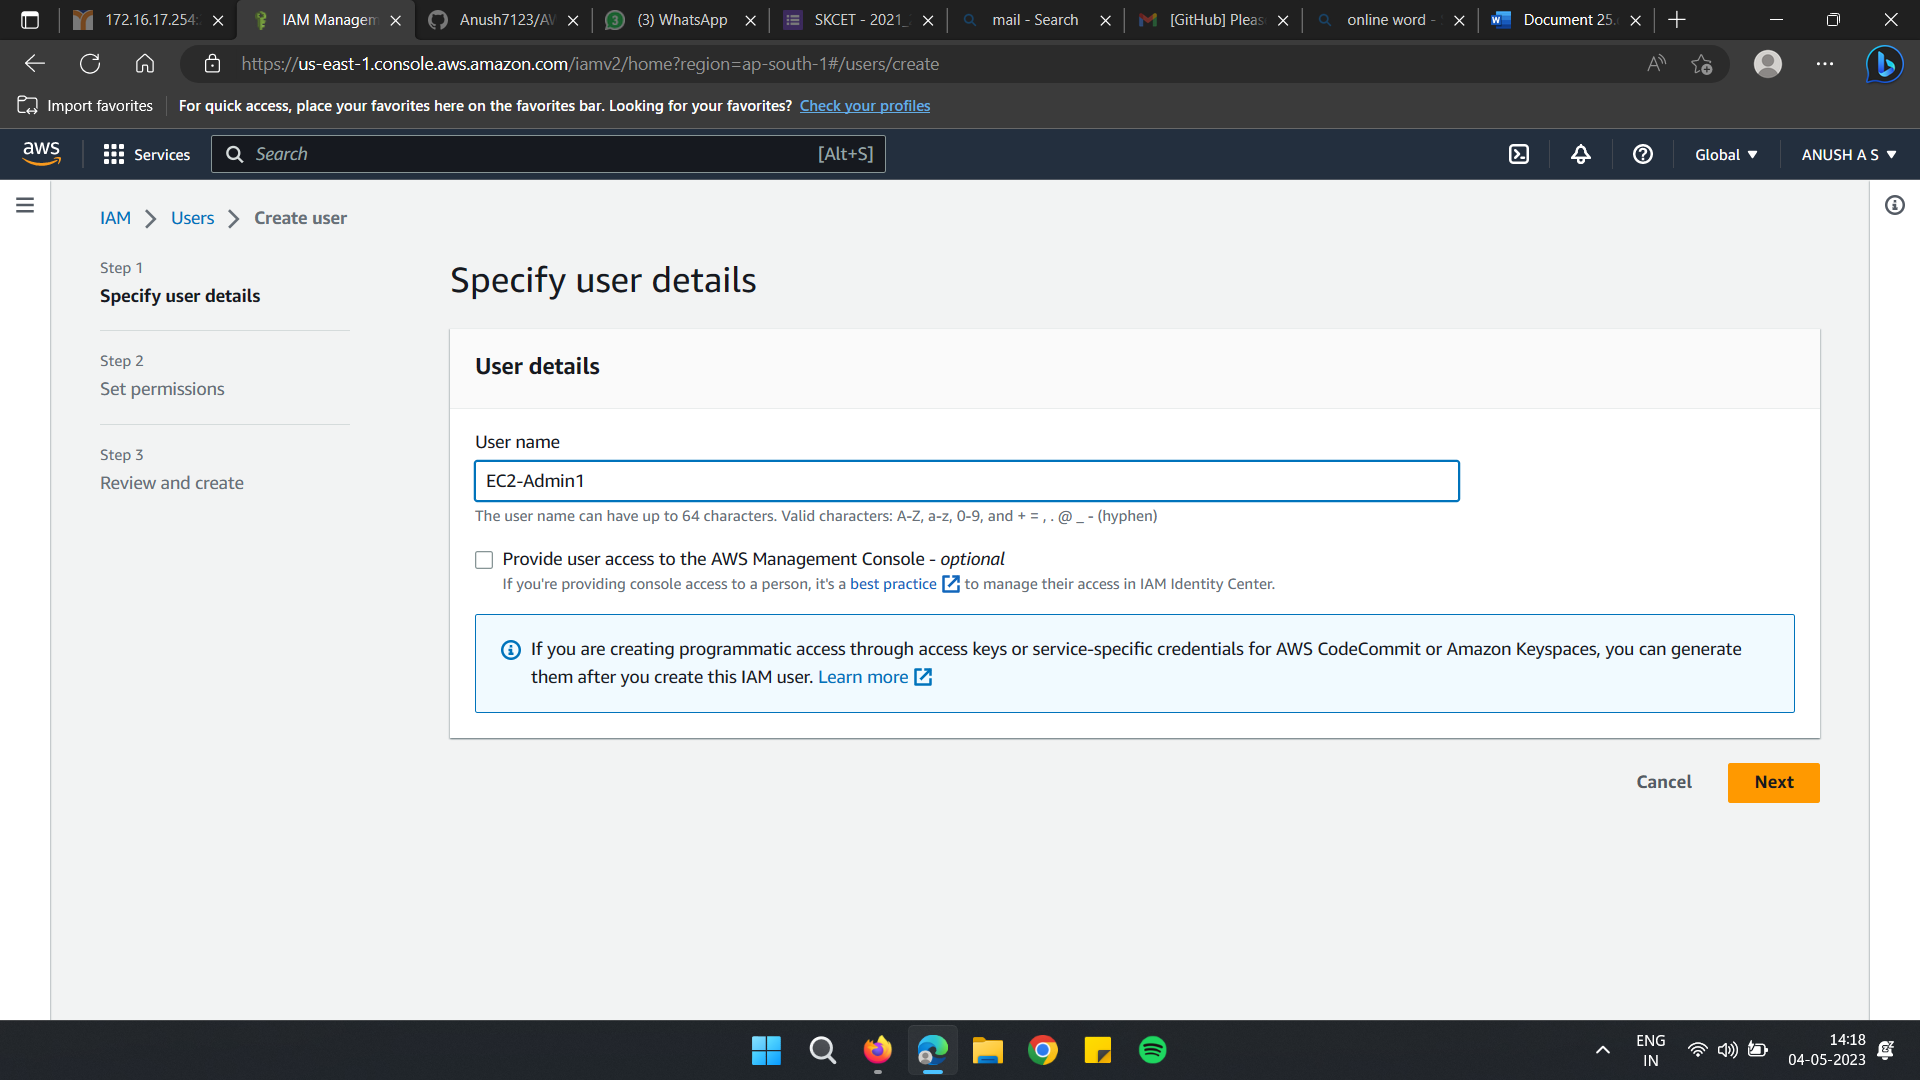 172.16.17.254:
IAM Managem
Anush7123/AW
(3) WhatsApp
SKCET - 2021_
mail - Search
[GitHub] Pleas
online word -
Document 25.
https://us-east-1.console.aws.amazon.com/iamv2/home?region=ap-south-1#/users/create
Import favorites
For quick access, place your favorites here on the favorites bar. Looking for your favorites? Check your profiles
aws
Services
Search
[Alt+S]
Global
ANUSH A S
IAM
Users
Create user
Step 1
Specify user details
Step 2
Set permissions
Step 3
Review and create
Specify user details
User details
User name
EC2-Admin1
The user name can have up to 64 characters. Valid characters: A-Z, a-z, 0-9, and + = , . @ _ - (hyphen)
Provide user access to the AWS Management Console - optional
If you're providing console access to a person, it's a best practice to manage their access in IAM Identity Center.
If you are creating programmatic access through access keys or service-specific credentials for AWS CodeCommit or Amazon Keyspaces, you can generate
them after you create this IAM user. Learn more
Cancel
Next
ENG
IN
14:18
04-05-2023